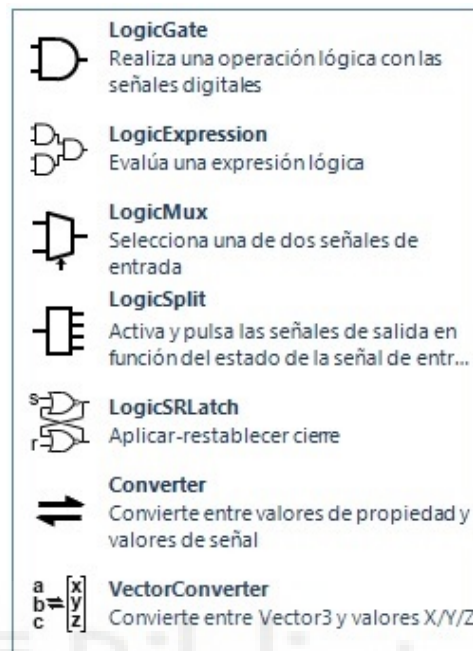 LogicGate
Realiza una operación lógica con las
señales digitales
LogicExpression
Evalúa una expresión lógica
LogicMux
Selecciona una de dos señales de
entrada
LogicSplit
Activa y pulsa las señales de salida en
función del estado de la señal de entr...
s
r
LogicSRLatch
Aplicar-restablecer cierre
Converter
Convierte entre valores de propiedad y
valores de señal
a x
b ⇌ y
c z
VectorConverter
Convierte entre Vector3 y valores X/Y/Z